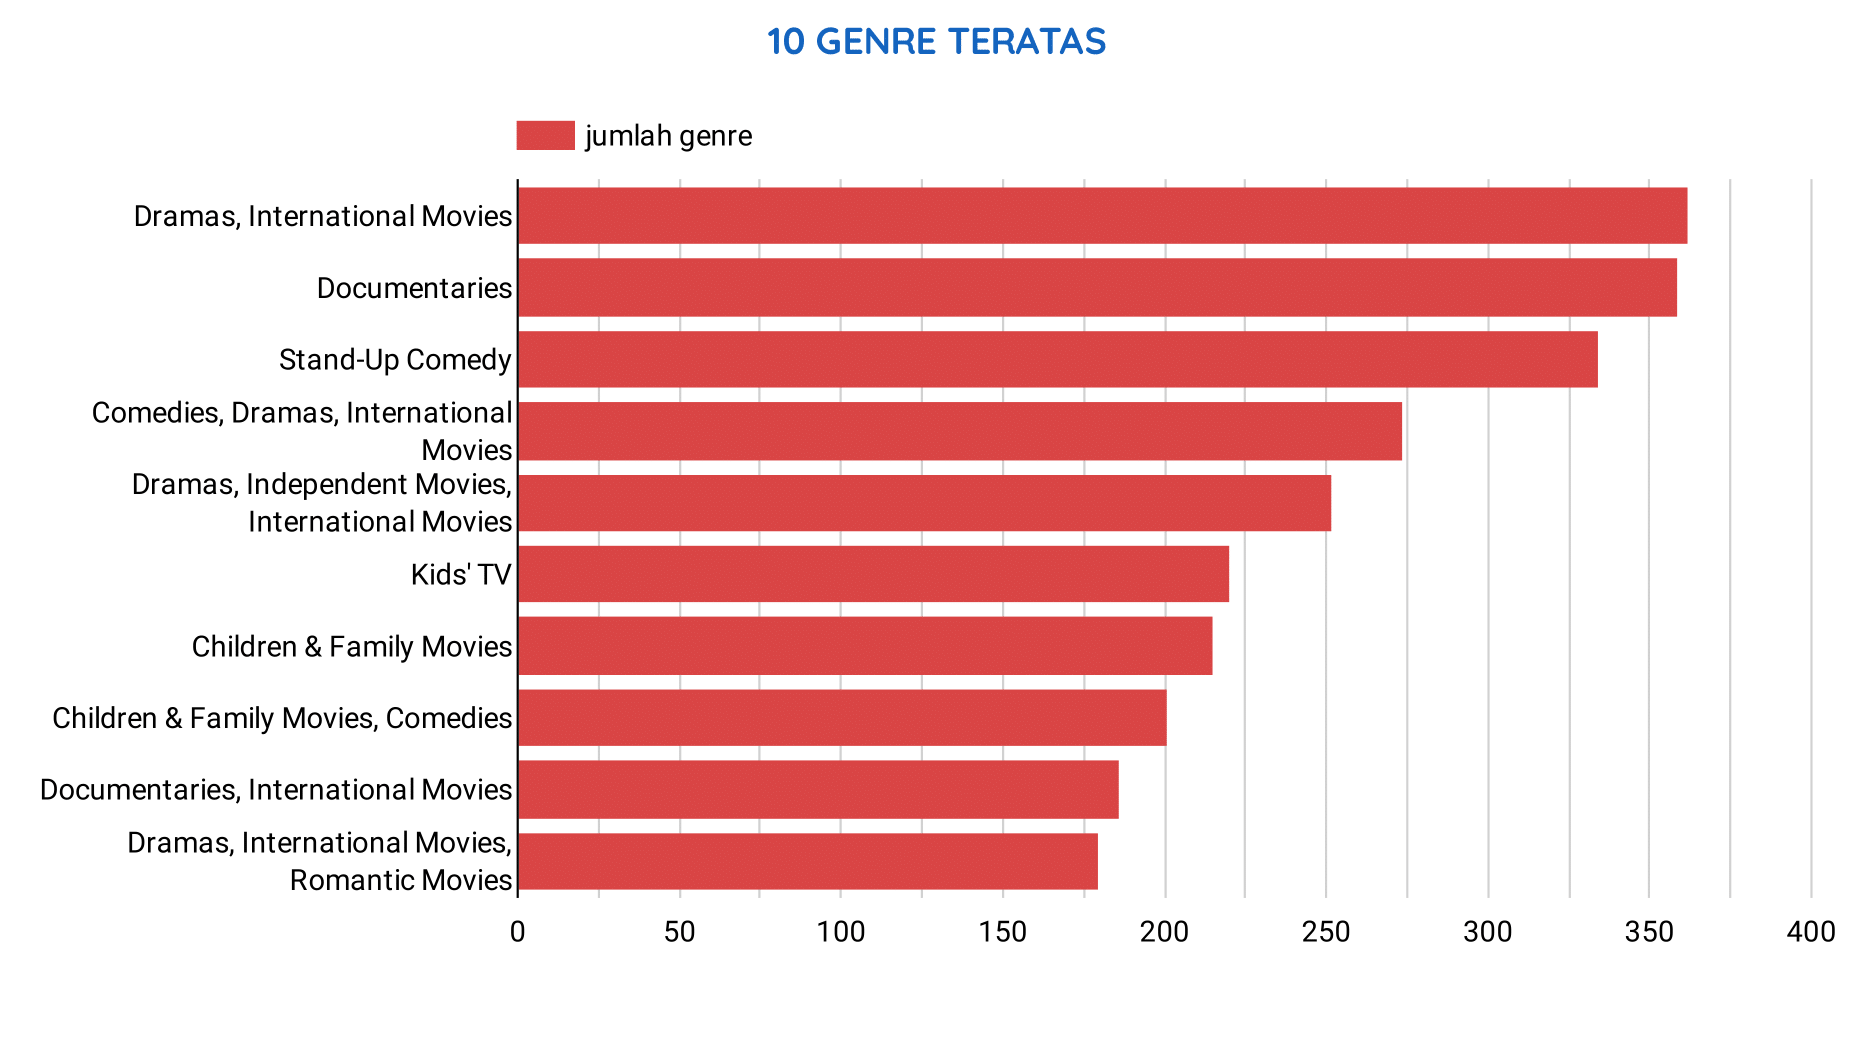 10 GENRE TERATAS
jumlah genre
Dramas, International Movies
Documentaries
Stand-Up Comedy
Comedies, Dramas, International
Movies
Dramas, Independent Movies,
International Movies
Kids' TV
Children & Family Movies
Children & Family Movies, Comedies
Documentaries, International Movies
Dramas, International Movies,
Romantic Movies
0 50 100 150 200 250 300 350 400